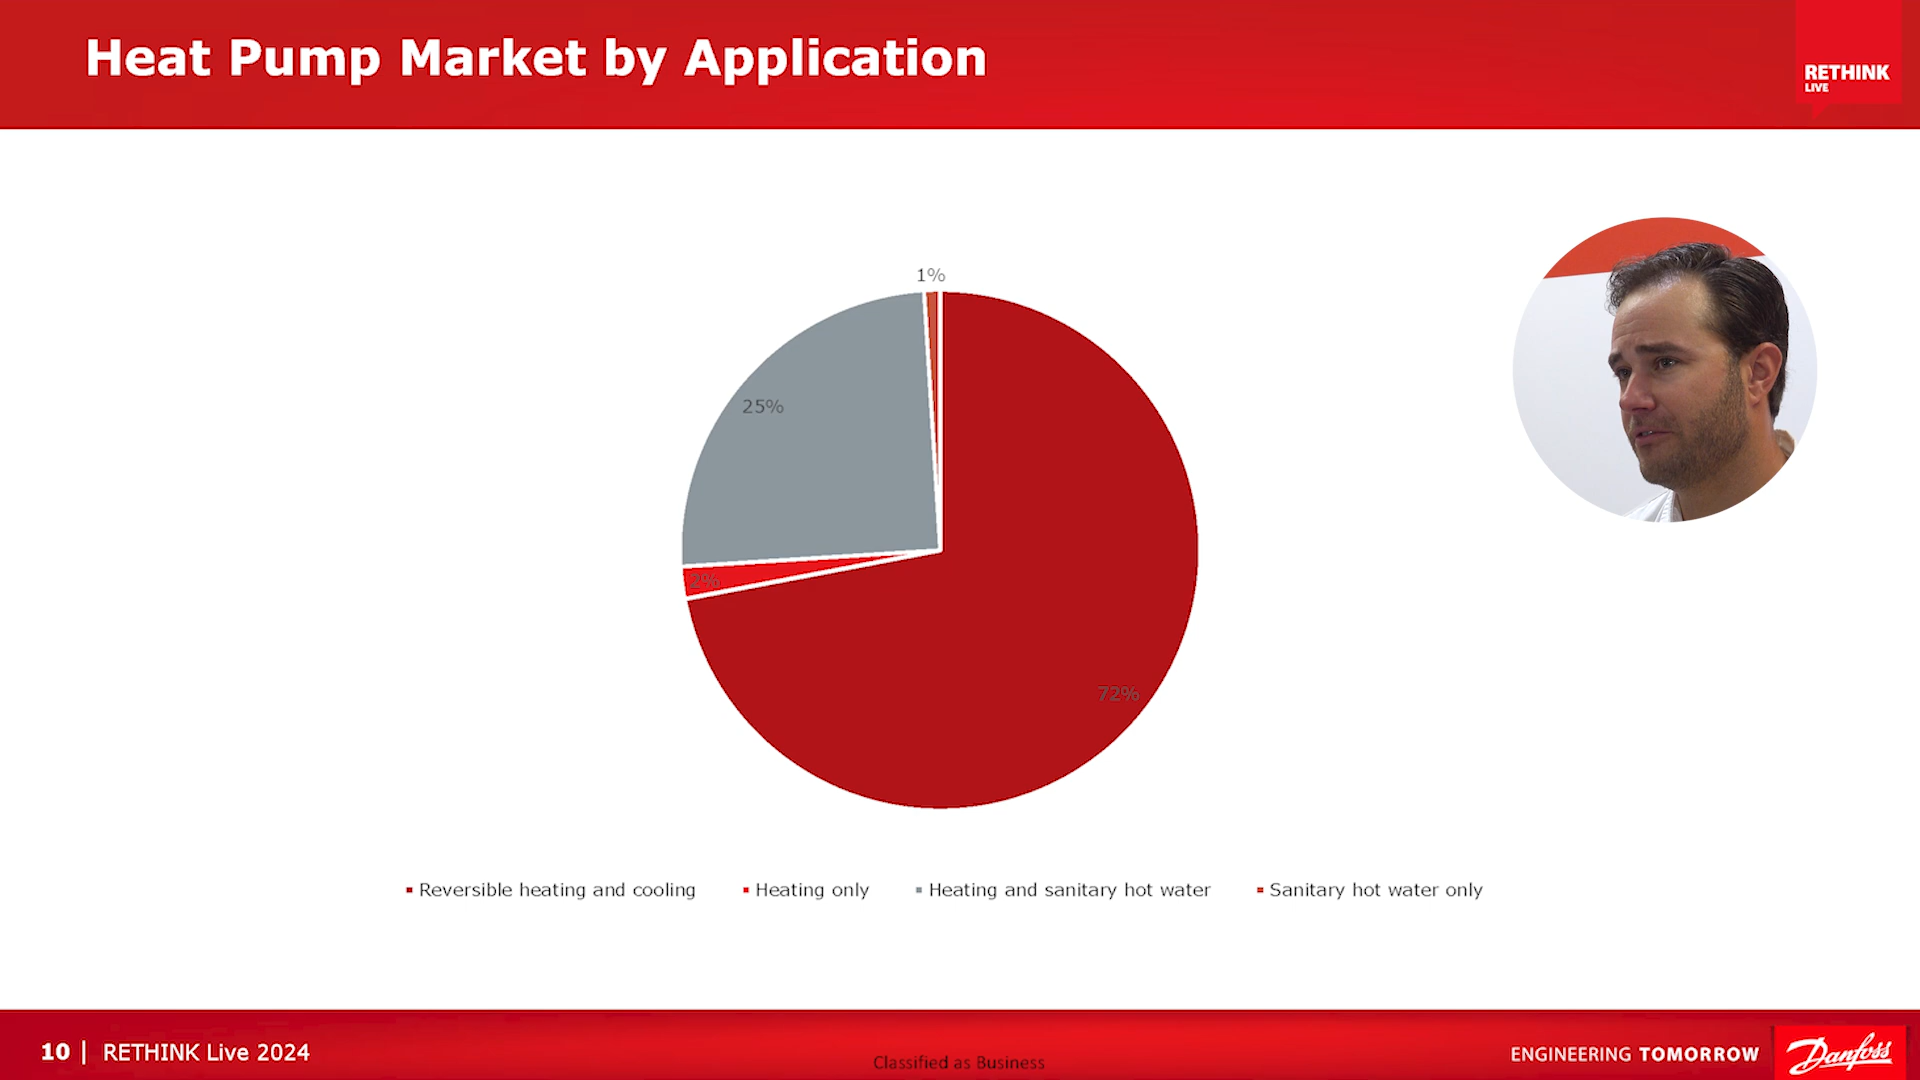 Heat Pump Market by Application
RETHINK
LIVE
1%
25%
2%
72%
Reversible heating and cooling
Heating only
Heating and sanitary hot water
Sanitary hot water only
10 | RETHINK Live 2024
Classified as Business
ENGINEERING TOMORROW
Danfoss